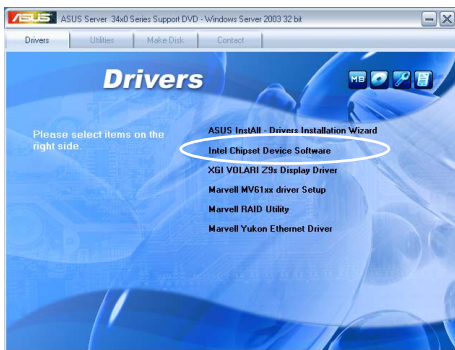 ASUS Server 34x0 Series Support DVD - Windows Server 2003 32 bit
Drivers
Utilities
Make Disk
Contact
Drivers
MB
Please select items on the
right side.
ASUS InstAll - Drivers Installation Wizard
Intel Chipset Device Software
XGI VOLARI Z9s Display Driver
Marvell MV61xx driver Setup
Marvell RAID Utility
Marvell Yukon Ethernet Driver